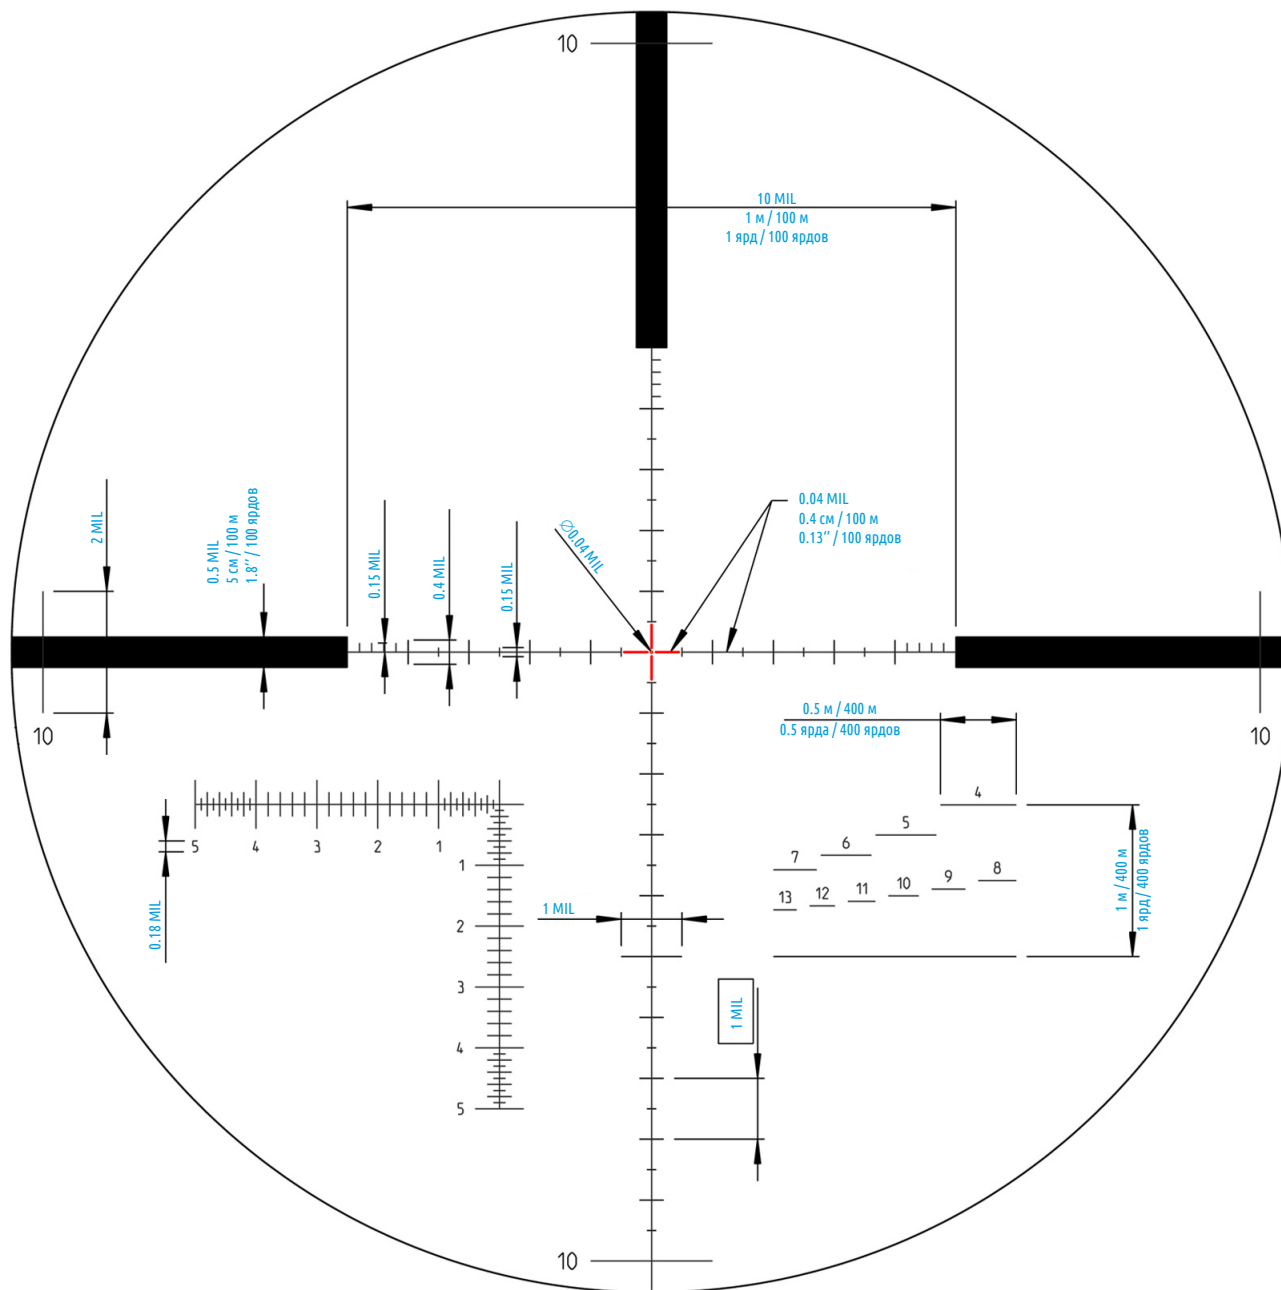 10
10 MIL
1 м / 100 м
1 ярд / 100 ярдов
2 MIL
0.5 MIL
5 см / 100 м
1.8’’ / 100 ярдов
0.15 MIL
0.4 MIL
0.15 MIL
∅0.04 MIL
0.04 MIL
0.4 см / 100 м
0.13’’ / 100 ярдов
10
10
0.5 м / 400 м
0.5 ярда / 400 ярдов
5 4 3 2 1
0.18 MIL
1
2
3
4
5
1 MIL
4
5
6
7
8
9
10
11
12
13
1 м / 400 м
1 ярд / 400 ярдов
1 MIL
10